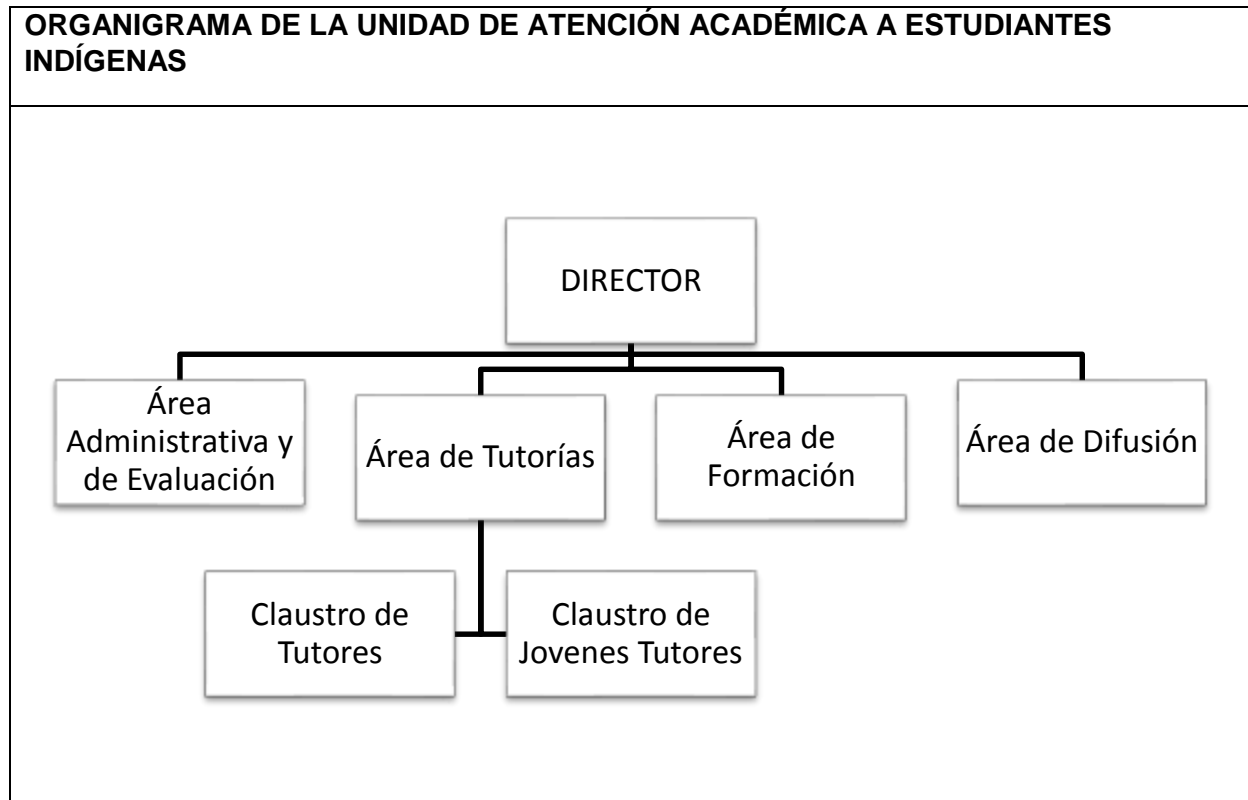 ORGANIGRAMA DE LA UNIDAD DE ATENCIÓN ACADÉMICA A ESTUDIANTES
INDÍGENAS
DIRECTOR
Área
Administrativa y
de Evaluación
Área de Tutorías
Área de
Formación
Área de Difusión
Claustro de
Tutores
Claustro de
Jovenes Tutores